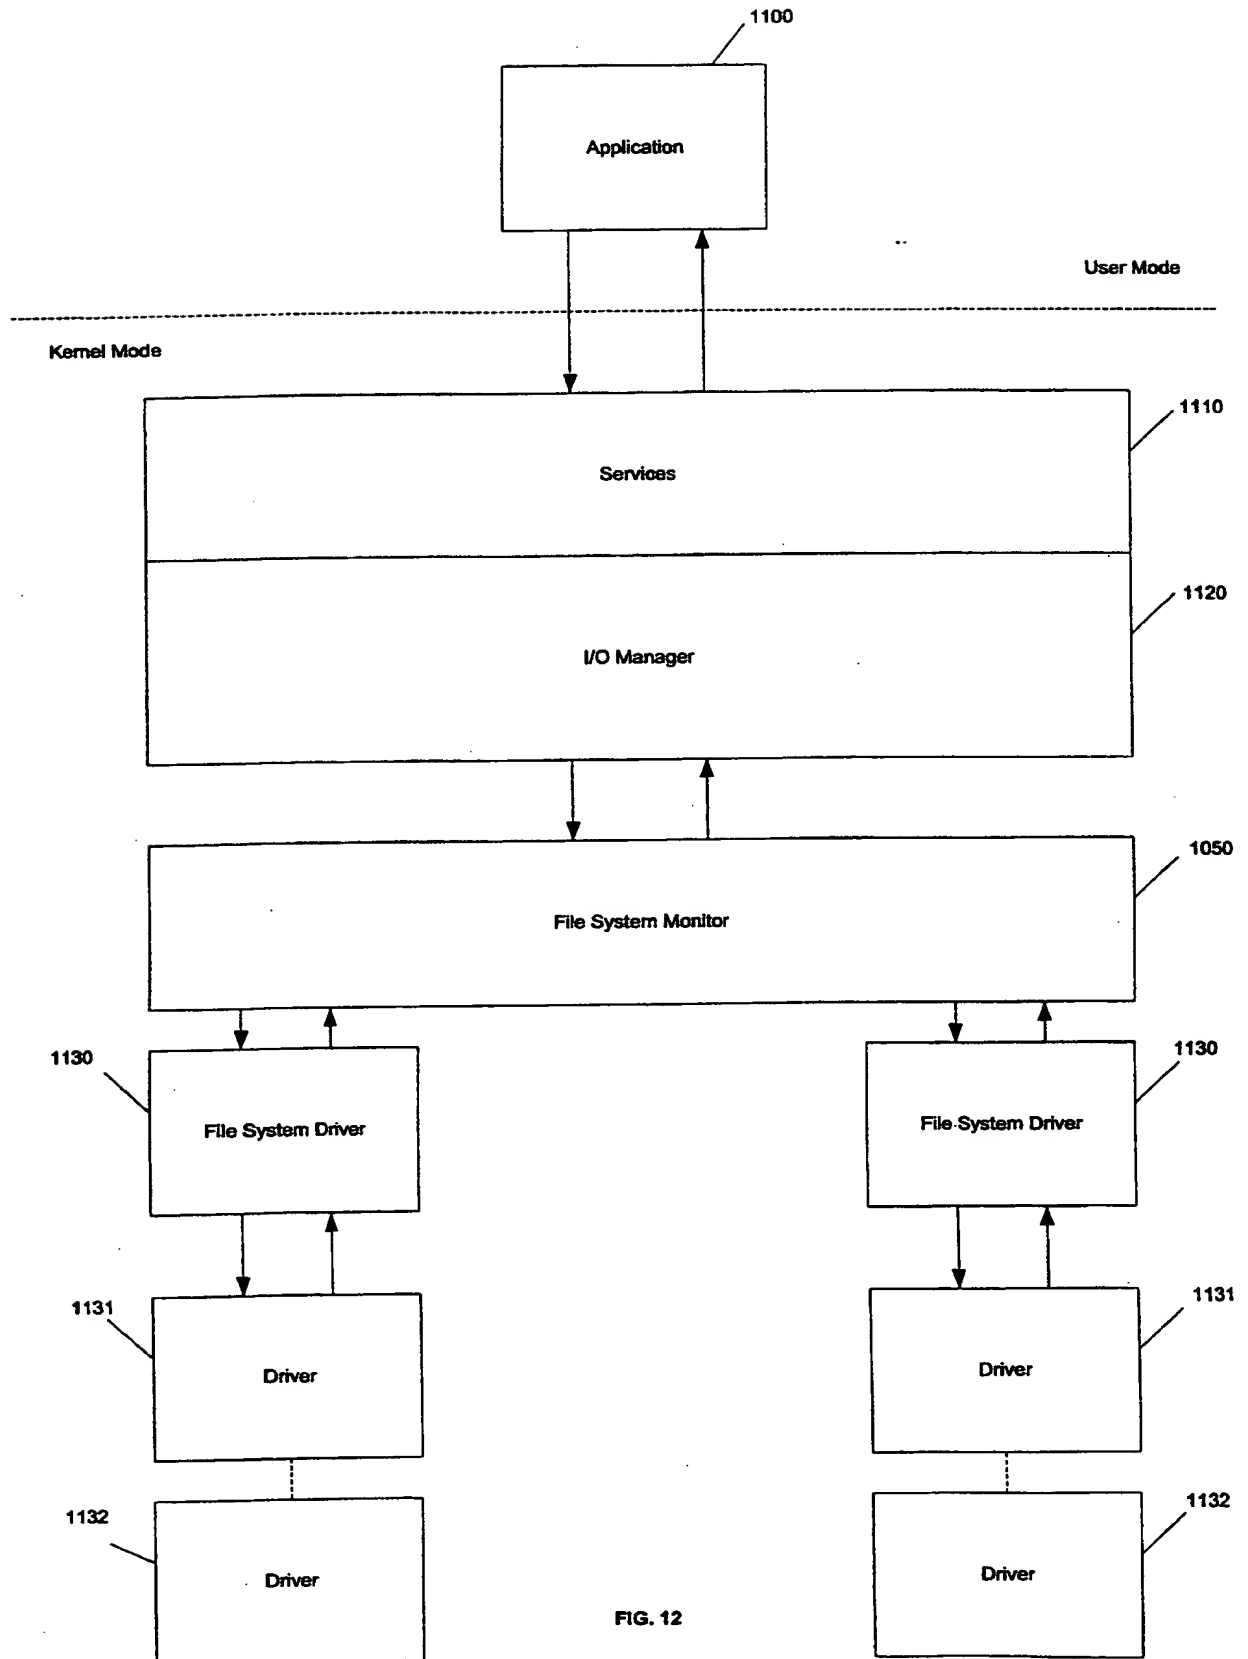 1100
Application
User Mode
Kernel Mode
1110
Services
1120
I/O Manager
1050
File System Monitor
1130
1130
File System Driver
File System Driver
1131
1131
Driver
Driver
1132
1132
Driver
Driver
FIG. 12